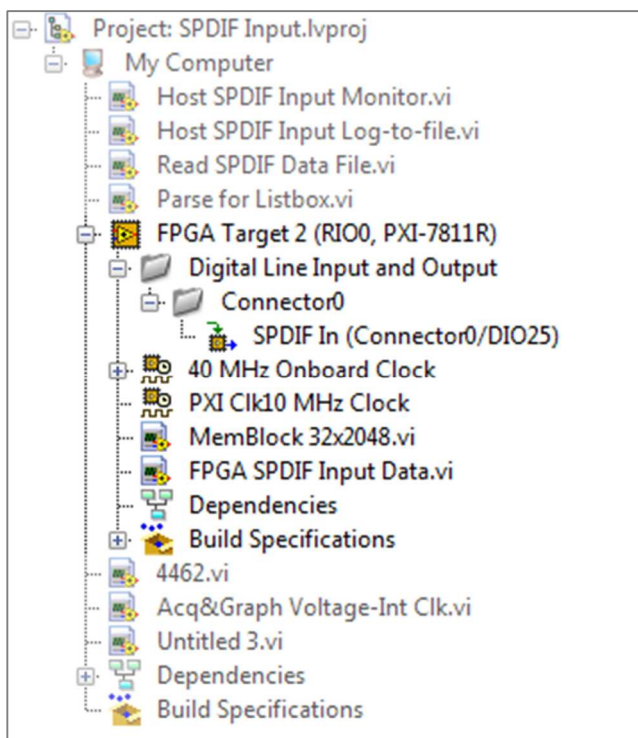 Project: SPDIF Input.lvproj
My Computer
Host SPDIF Input Monitor.vi
Host SPDIF Input Log-to-file.vi
Read SPDIF Data File.vi
Parse for Listbox.vi
FPGA Target 2 (RIO0, PXI-7811R)
Digital Line Input and Output
Connector0
SPDIF In (Connector0/DIO25)
40 MHz Onboard Clock
PXI Clk10 MHz Clock
MemBlock 32x2048.vi
FPGA SPDIF Input Data.vi
Dependencies
Build Specifications
4462.vi
Acq&Graph Voltage-Int Clk.vi
Untitled 3.vi
Dependencies
Build Specifications